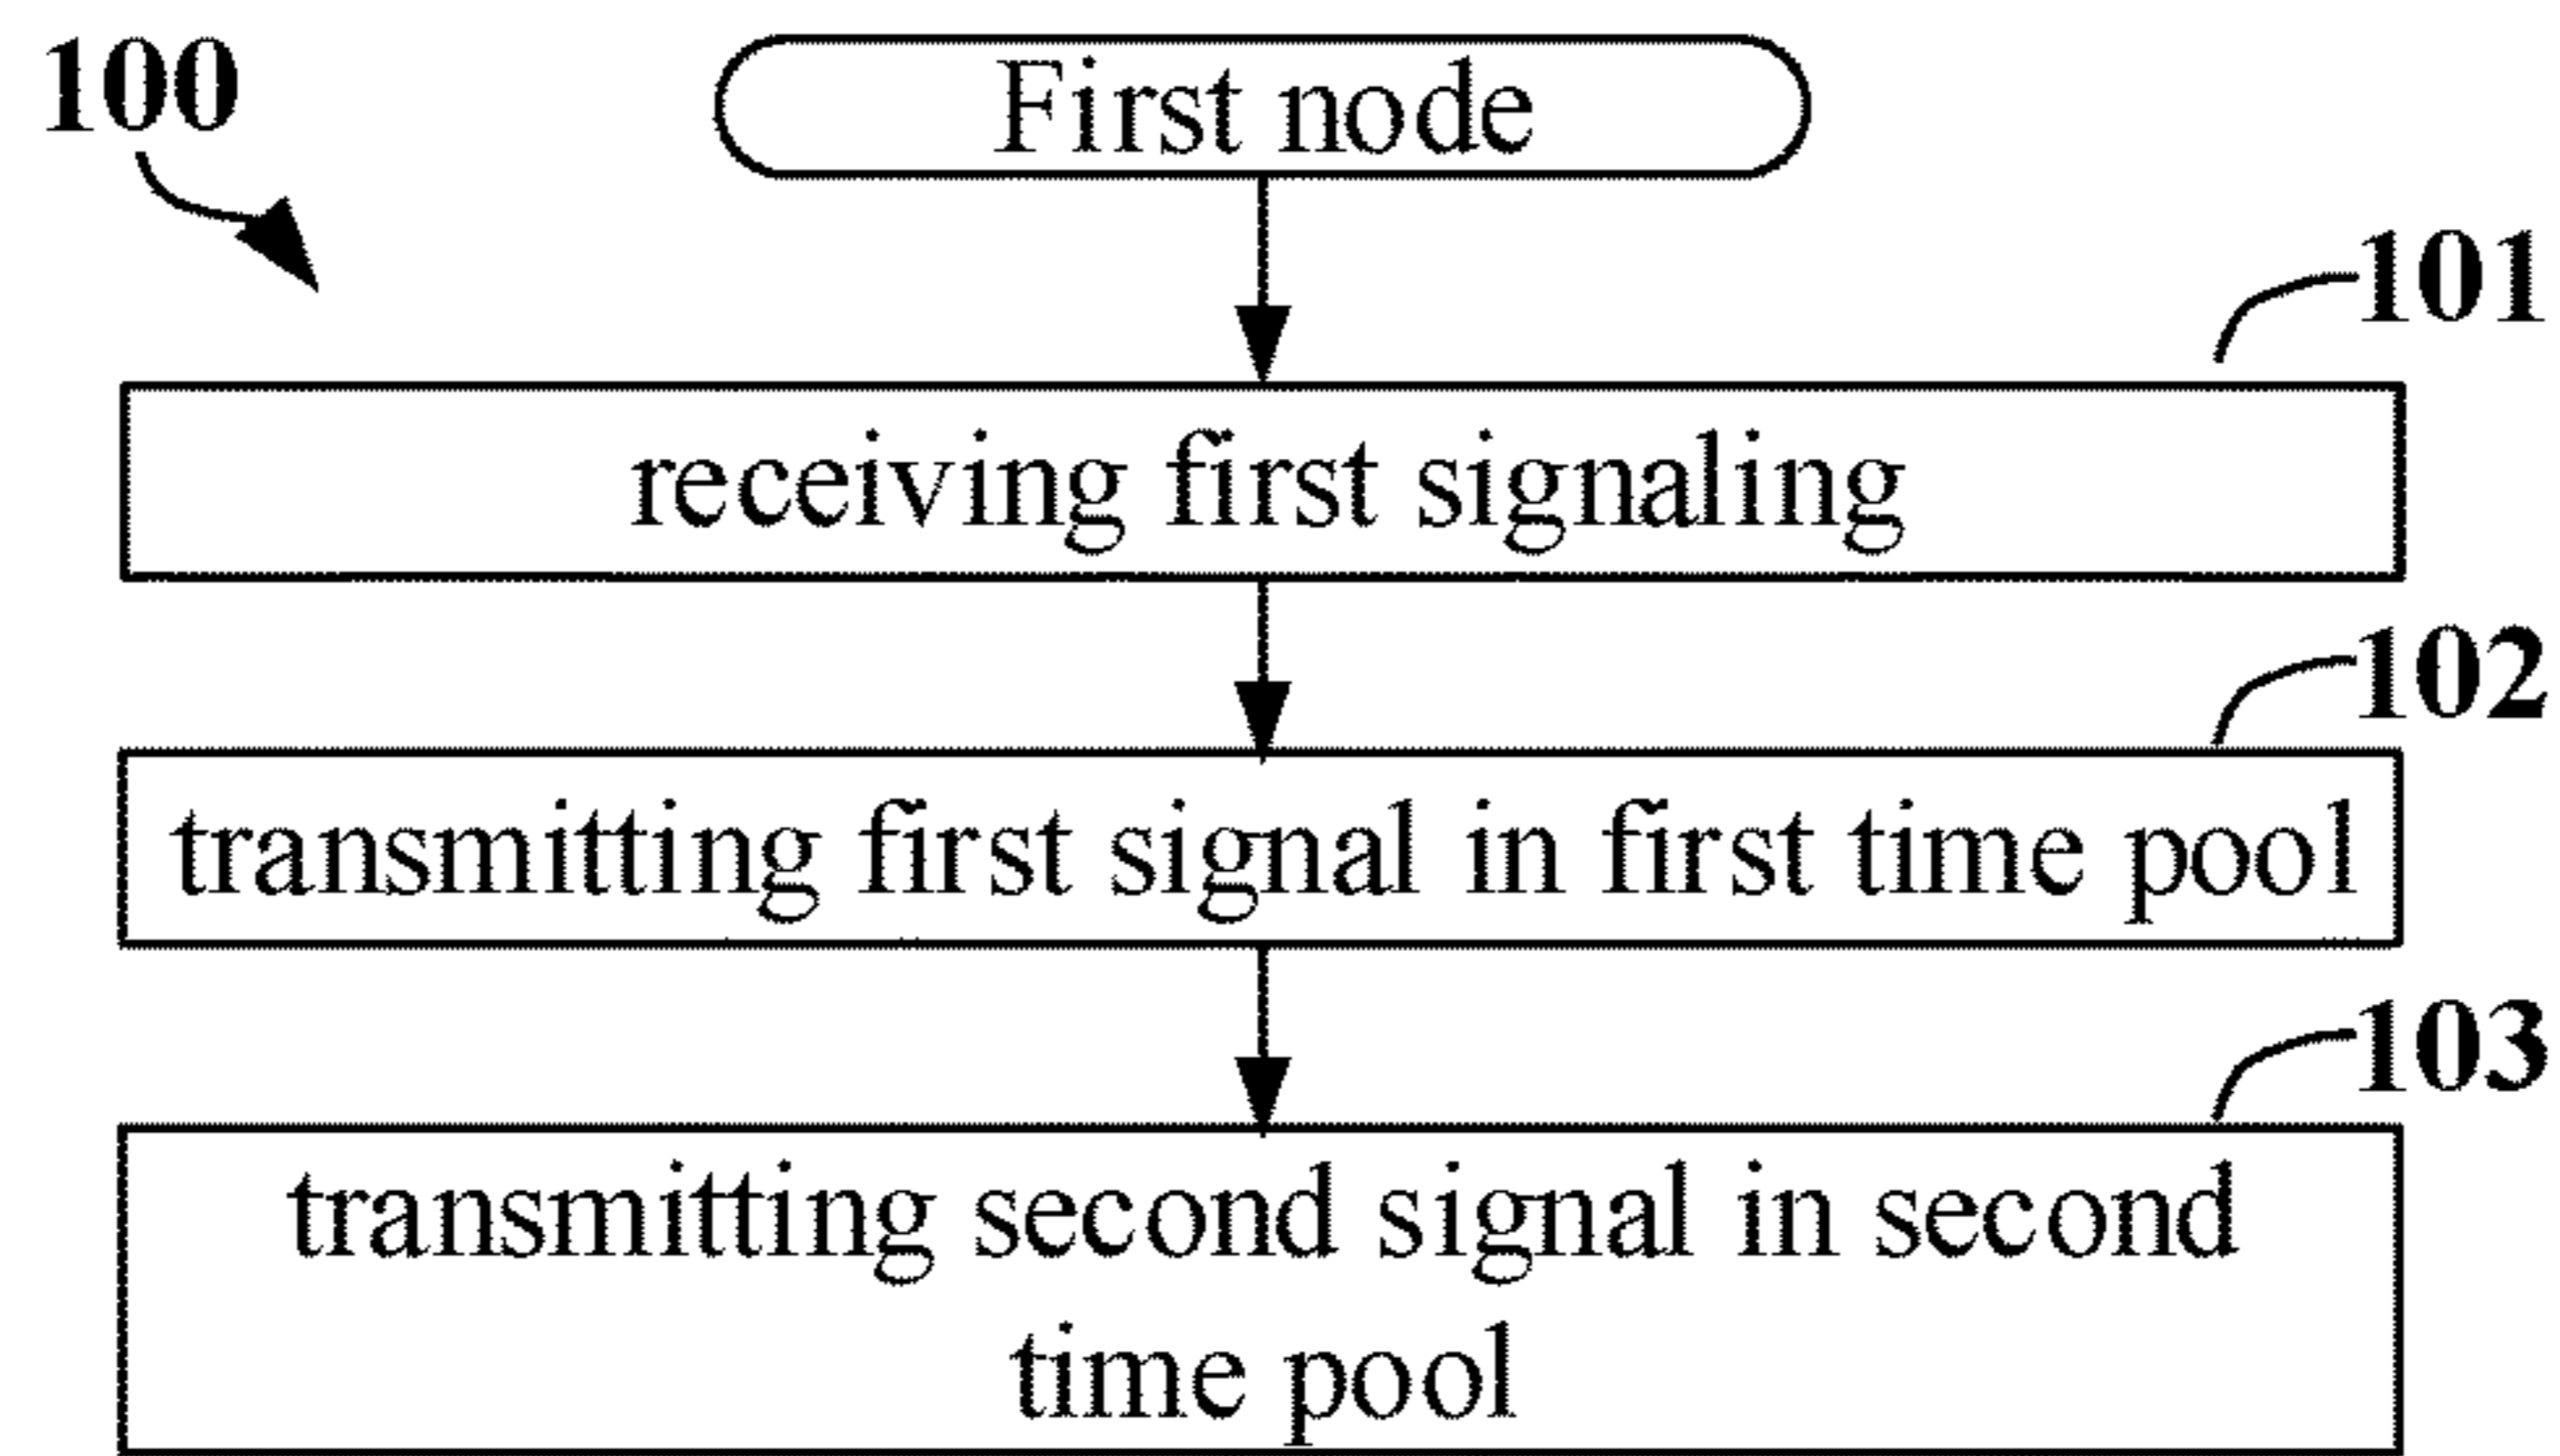 100
First node
101
receiving first signaling
102
transmitting first signal in first time pool
103
transmitting second signal in second
time pool